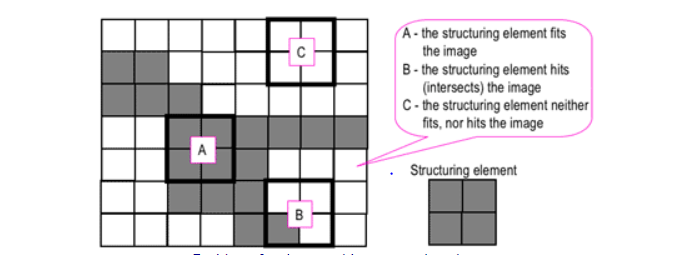 C
A
B
A - the structuring element fits
the image
B - the structuring element hits
(intersects) the image
C - the structuring element neither
fits, nor hits the image
Structuring element